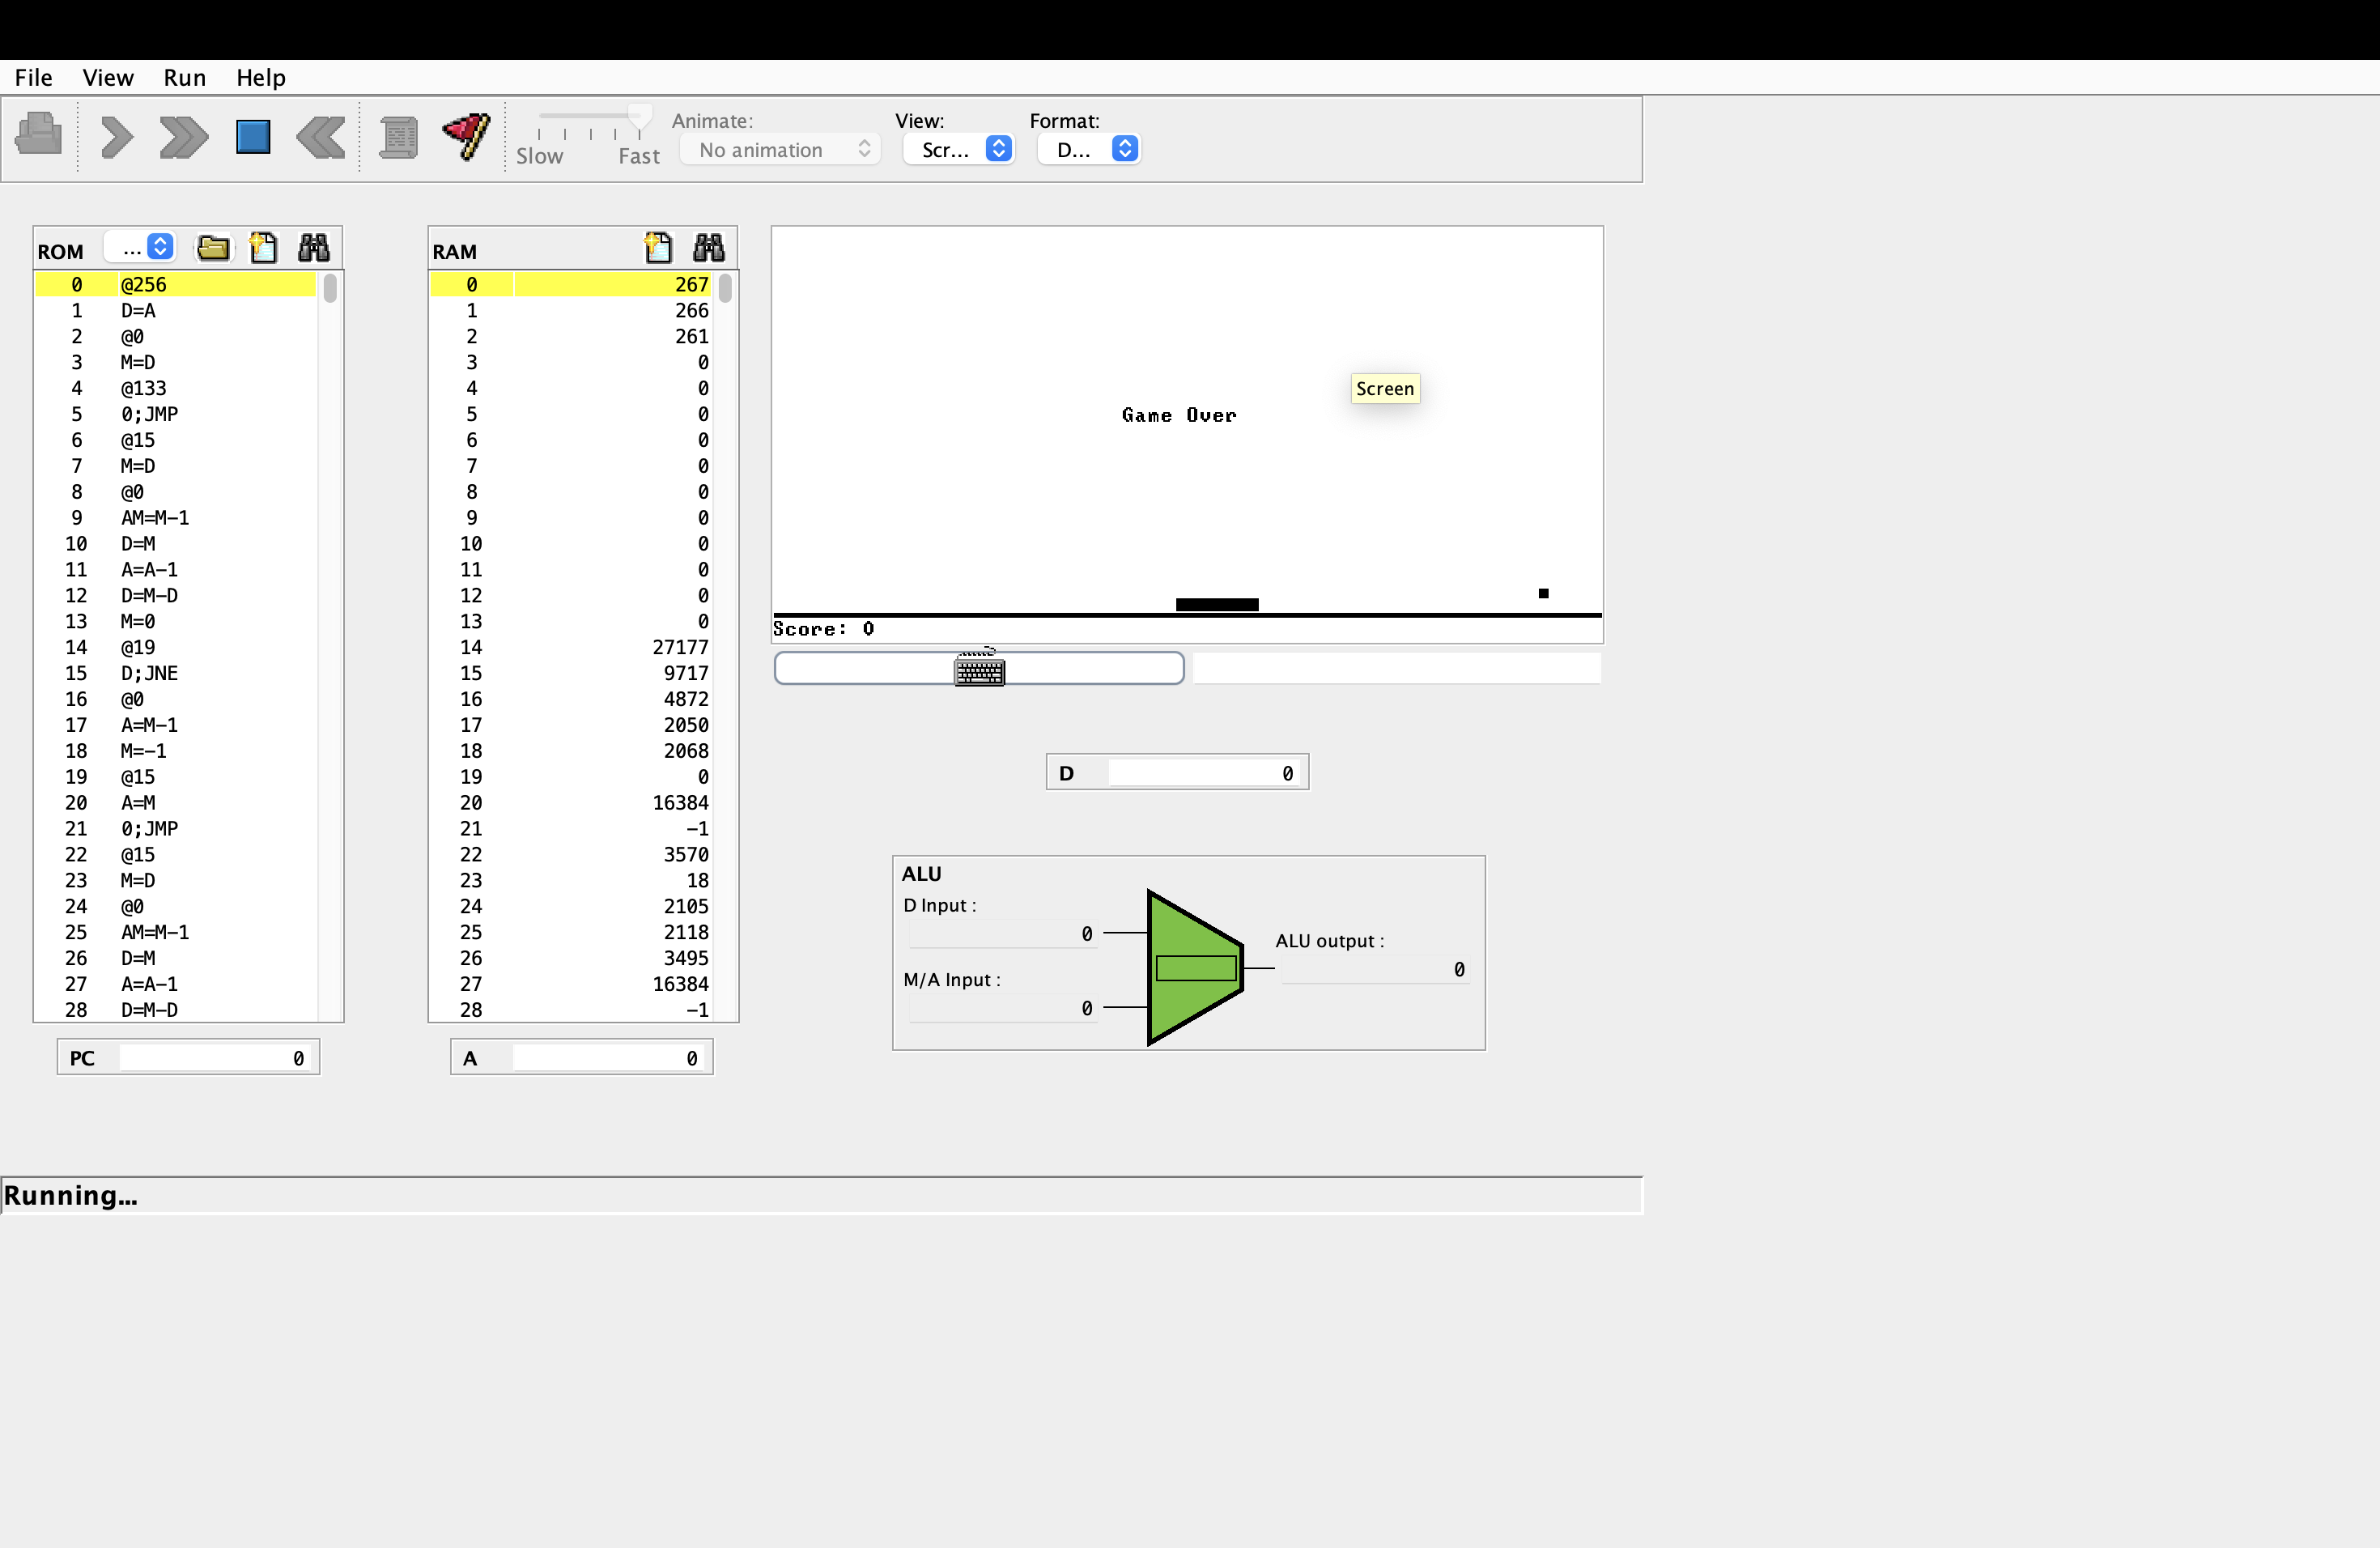 File View Run Help
Slow Fast
Animate:
No animation
View:
Scr...
Format:
D...
ROM ...
0 @256
1 D=A
2 @0
3 M=D
4 @133
5 0;JMP
6 @15
7 M=D
8 @0
9 AM=M-1
10 D=M
11 A=A-1
12 D=M-D
13 M=0
14 @19
15 D;JNE
16 @0
17 A=M-1
18 M=-1
19 @15
20 A=M
21 0;JMP
22 @15
23 M=D
24 @0
25 AM=M-1
26 D=M
27 A=A-1
28 D=M-D
PC 0
RAM
0 267
1 266
2 261
3 0
4 0
5 0
6 0
7 0
8 0
9 0
10 0
11 0
12 0
13 0
14 27177
15 9717
16 4872
17 2050
18 2068
19 0
20 16384
21 -1
22 3570
23 18
24 2105
25 2118
26 3495
27 16384
28 -1
A 0
Screen
Game Over
Score: 0
D 0
ALU
D Input :
0
M/A Input :
0
ALU output :
0
Running...